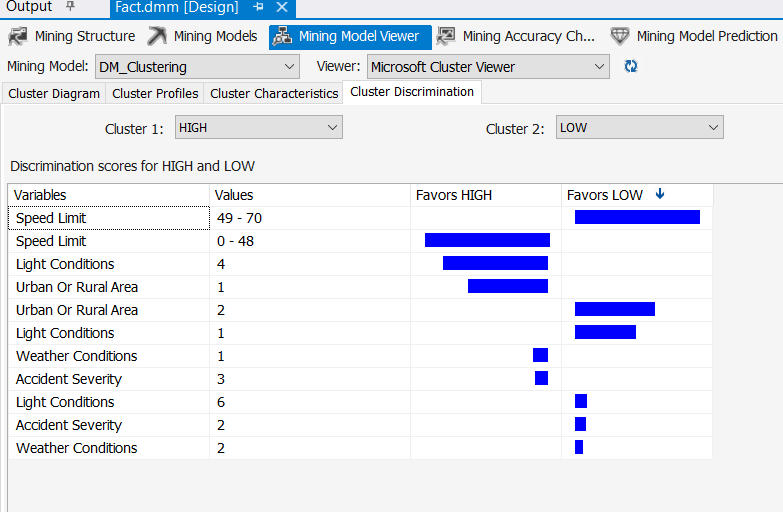 Output Fact.dmm [Design]
Mining Structure Mining Models Mining Model Viewer Mining Accuracy Ch... Mining Model Prediction
Mining Model: DM_Clustering Viewer: Microsoft Cluster Viewer
Cluster Diagram Cluster Profiles Cluster Characteristics Cluster Discrimination
Cluster 1: HIGH Cluster 2: LOW
Discrimination scores for HIGH and LOW
Variables Values Favors HIGH Favors LOW
Speed Limit 49 - 70
Speed Limit 0 - 48
Light Conditions 4
Urban Or Rural Area 1
Urban Or Rural Area 2
Light Conditions 1
Weather Conditions 1
Accident Severity 3
Light Conditions 6
Accident Severity 2
Weather Conditions 2